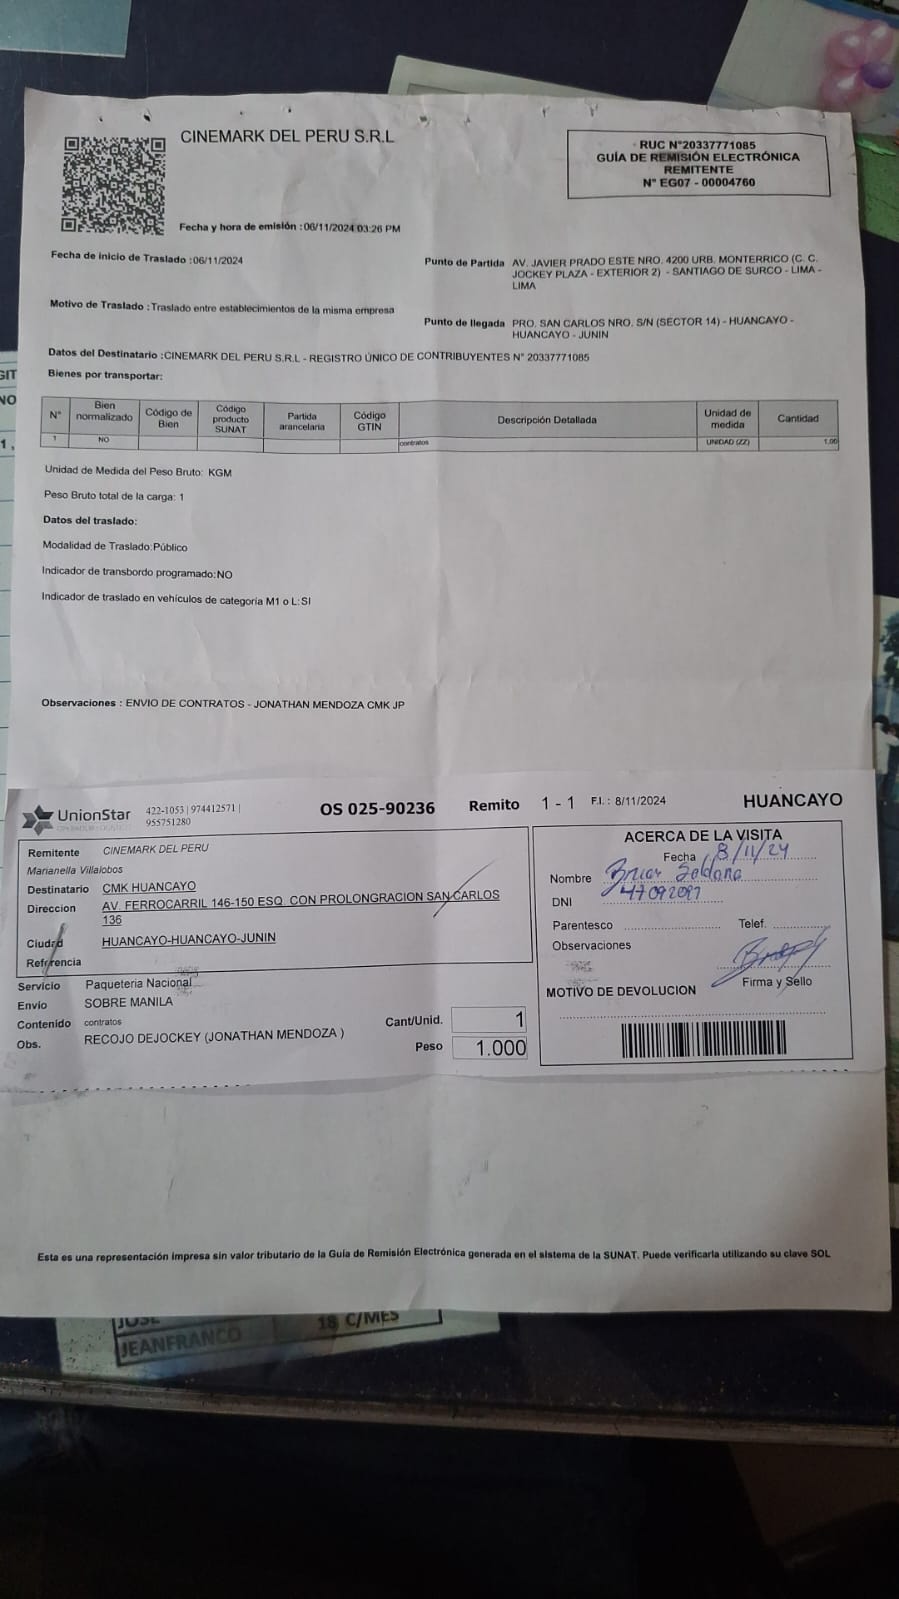 CINEMARK DEL PERU S.R.L
RUC N°20337771085
GUÍA DE REMISIÓN ELECTRÓNICA
REMITENTE
N° EG07 - 00004760
Fecha y hora de emisión :06/11/2024 03:26 PM
Fecha de inicio de Traslado :06/11/2024
Punto de Partida AV. JAVIER PRADO ESTE NRO. 4200 URB. MONTERRICO (C. C.
JOCKEY PLAZA - EXTERIOR 2) - SANTIAGO DE SURCO - LIMA -
LIMA
Motivo de Traslado :Traslado entre establecimientos de la misma empresa
Punto de llegada PRO. SAN CARLOS NRO. S/N (SECTOR 14) - HUANCAYO -
HUANCAYO - JUNIN
Datos del Destinatario :CINEMARK DEL PERU S.R.L - REGISTRO ÚNICO DE CONTRIBUYENTES N° 20337771085
Bienes por transportar:
N° Bien normalizado Código de Bien Código producto SUNAT Partida arancelaria Código GTIN Descripción Detallada Unidad de medida Cantidad
1 NO contratos UNIDAD (ZZ) 1.00
Unidad de Medida del Peso Bruto: KGM
Peso Bruto total de la carga: 1
Datos del traslado:
Modalidad de Traslado:Público
Indicador de transbordo programado:NO
Indicador de traslado en vehículos de categoría M1 o L:SI
Observaciones : ENVIO DE CONTRATOS - JONATHAN MENDOZA CMK JP
UnionStar 422-1053 | 974412571 |
955751280
OS 025-90236 Remito 1 - 1 F.I. : 8/11/2024 HUANCAYO
Remitente CINEMARK DEL PERU
Marianella Villalobos
Destinatario CMK HUANCAYO
Direccion AV. FERROCARRIL 146-150 ESQ. CON PROLONGRACION SAN CARLOS
136
Ciudad HUANCAYO-HUANCAYO-JUNIN
Referencia
Servicio Paqueteria Nacional
Envio SOBRE MANILA
Contenido contratos
Obs. RECOJO DEJOCKEY (JONATHAN MENDOZA )
Cant/Unid. 1
Peso 1.000
ACERCA DE LA VISITA
Fecha 8/11/24
Nombre Brian Saldaña
DNI 47092097
Parentesco Telef.
Observaciones
Firma y Sello
MOTIVO DE DEVOLUCION
Esta es una representación impresa sin valor tributario de la Guía de Remisión Electrónica generada en el sistema de la SUNAT. Puede verificarla utilizando su clave SOL
JOSE
JEANFRANCO 18 C/MES